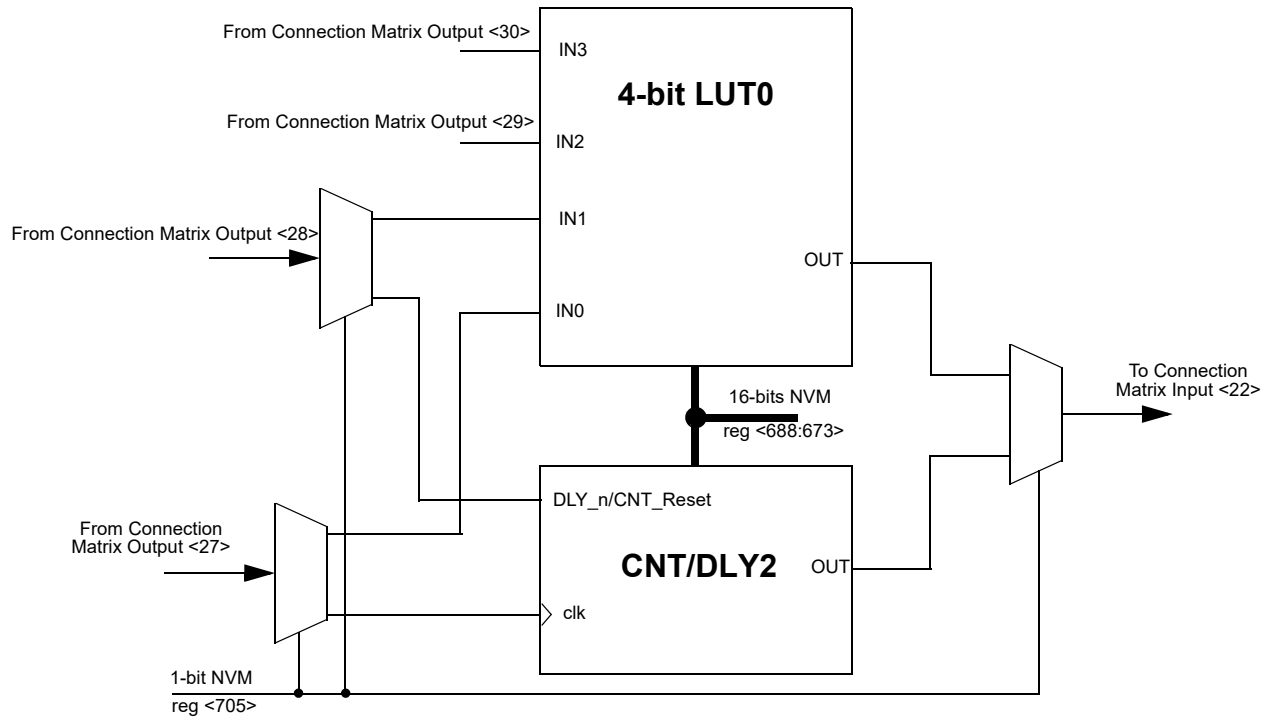 From Connection Matrix Output <30>
IN3
4-bit LUT0
From Connection Matrix Output <29>
IN2
IN1
From Connection Matrix Output <28>
OUT
IN0
To Connection
Matrix Input <22>
16-bits NVM
reg <688:673>
DLY_n/CNT_Reset
From Connection
Matrix Output <27>
CNT/DLY2
OUT
clk
1-bit NVM
reg <705>